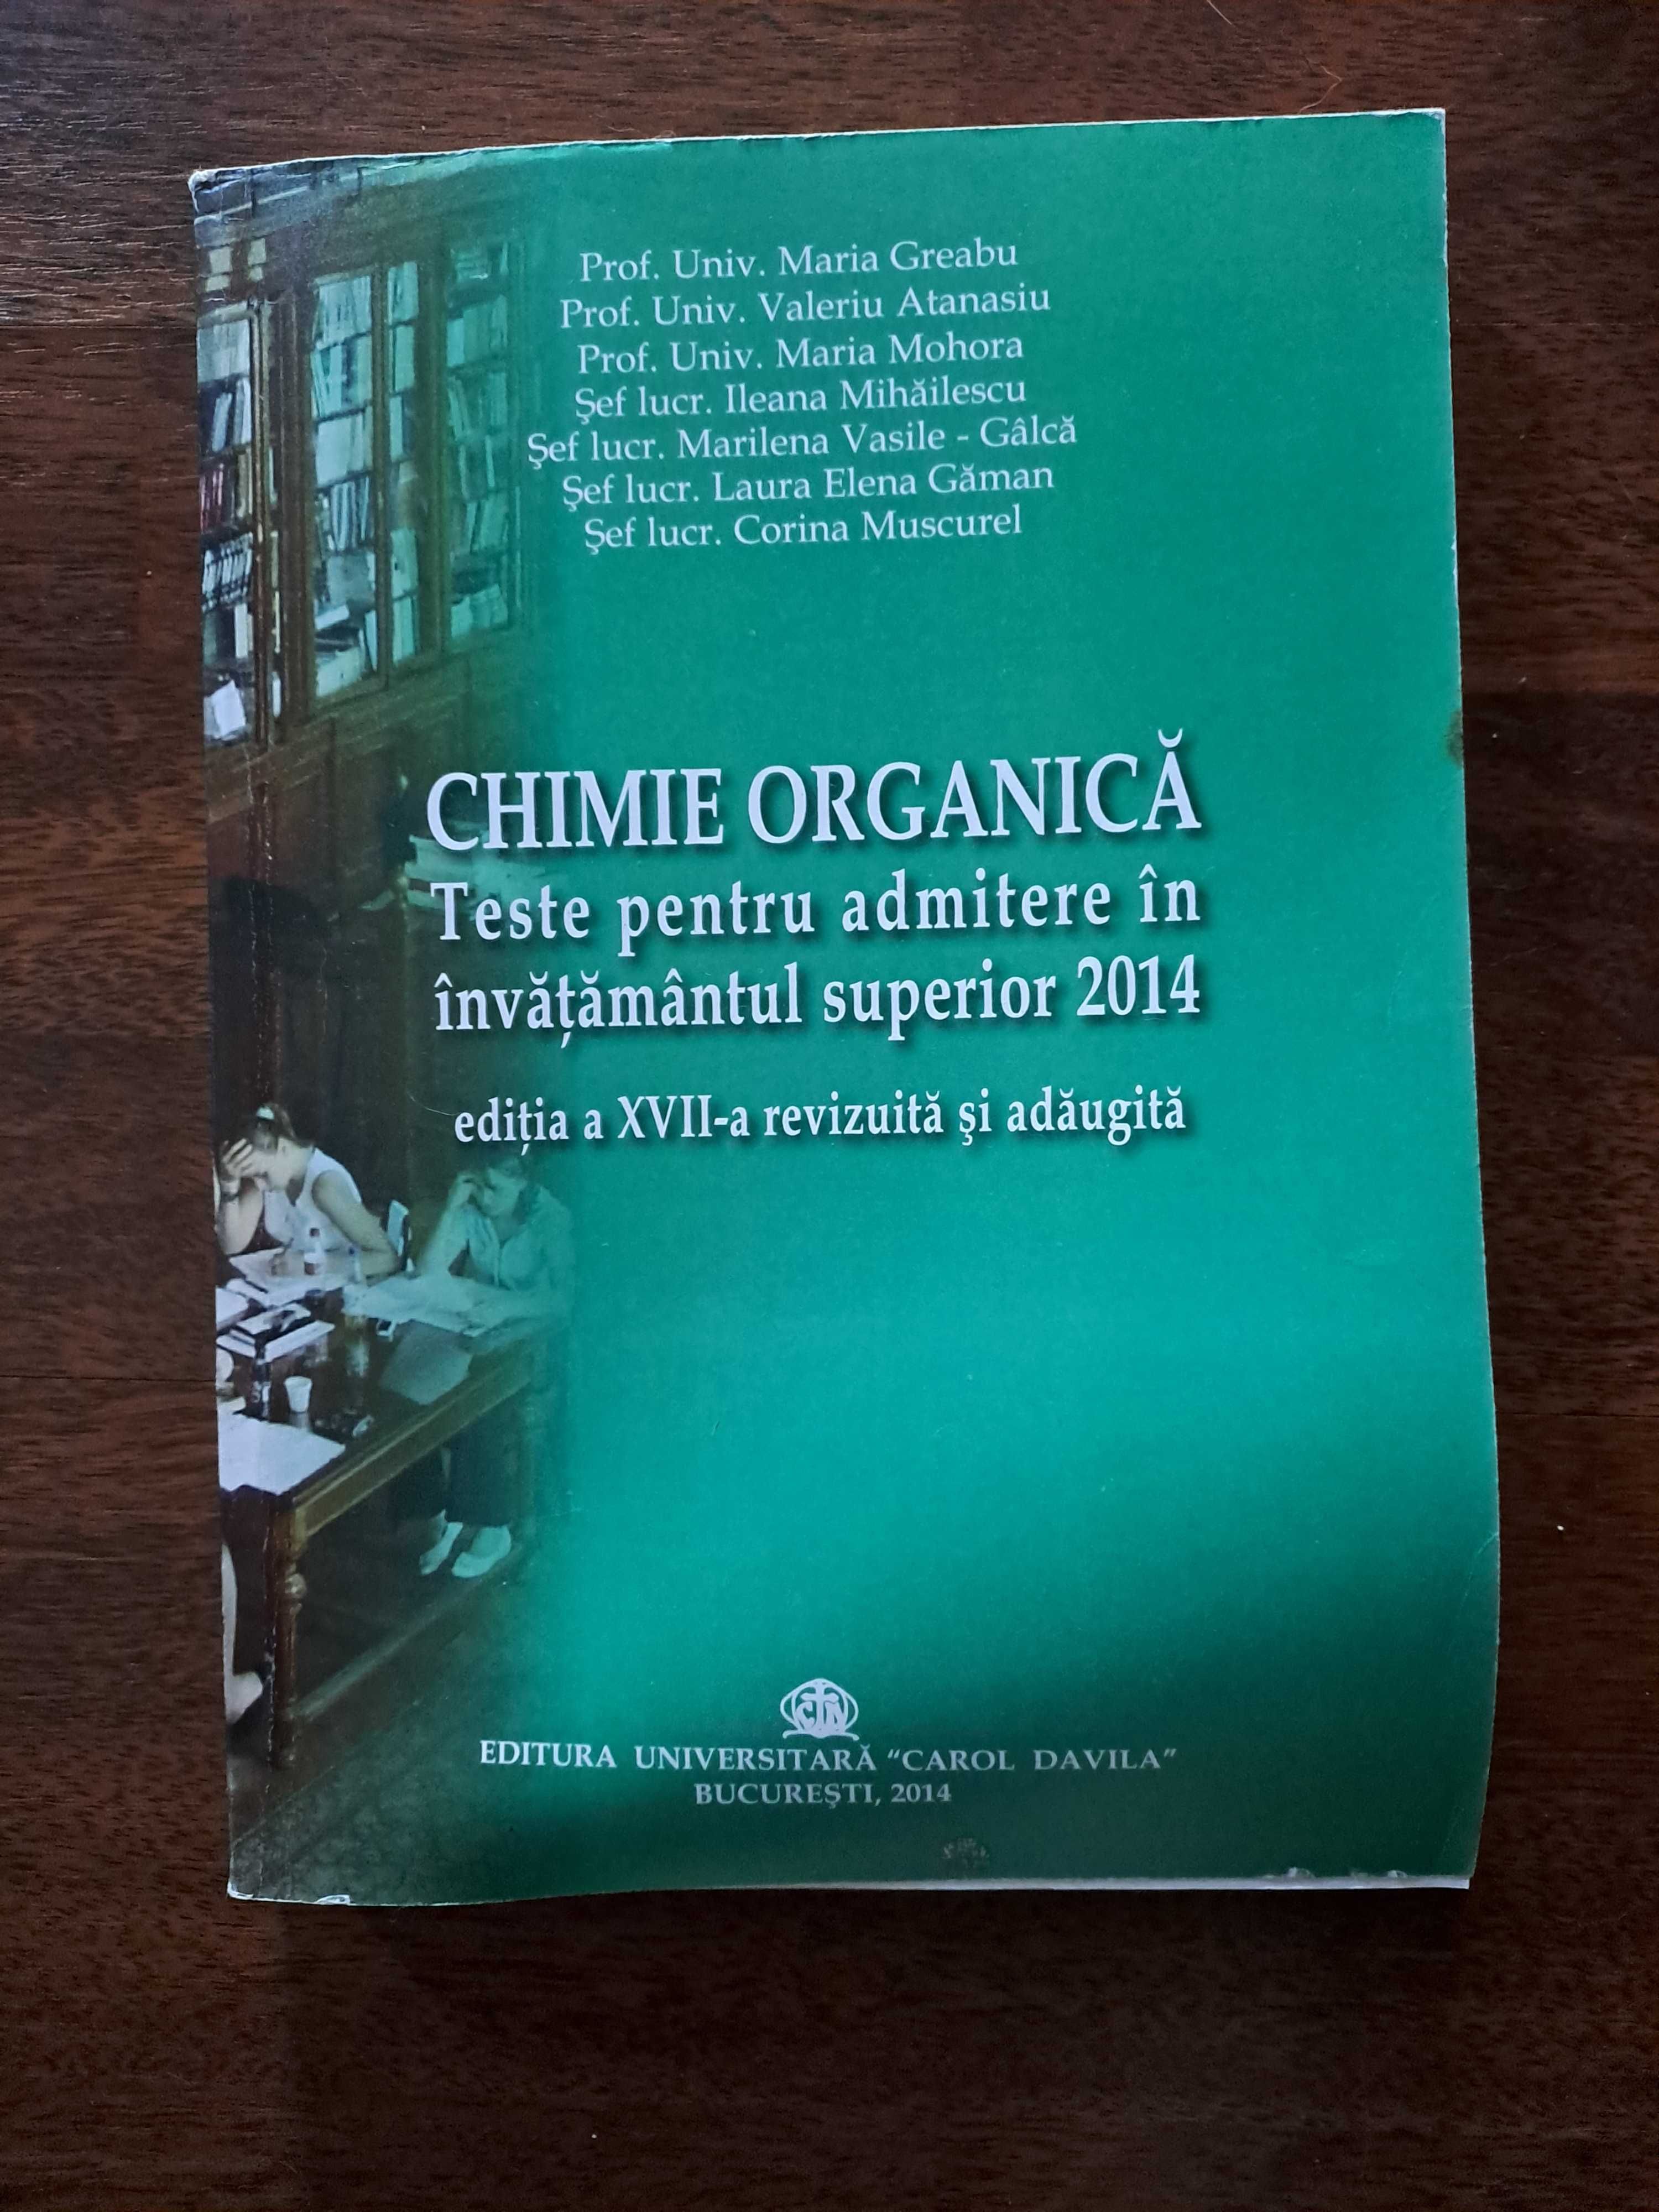 Prof. Univ. Maria Greabu
Prof. Univ. Valeriu Atanasiu
Prof. Univ. Maria Mohora
Şef lucr. Ileana Mihăilescu
Şef lucr. Marilena Vasile - Gâlcă
Şef lucr. Laura Elena Găman
Şef lucr. Corina Muscurel
CHIMIE ORGANICĂ
Teste pentru admitere în
învăţământul superior 2014
ediţia a XVII-a revizuită şi adăugită
EDITURA UNIVERSITARĂ “CAROL DAVILA”
BUCUREŞTI, 2014